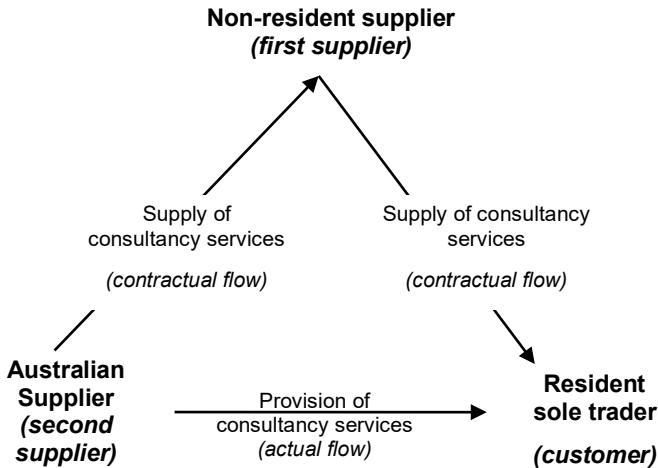 Non-resident supplier
(first supplier)
Supply of
consultancy services
(contractual flow)
Supply of consultancy
services
(contractual flow)
Australian
Supplier
(second
supplier)
Provision of
consultancy services
(actual flow)
Resident
sole trader
(customer)